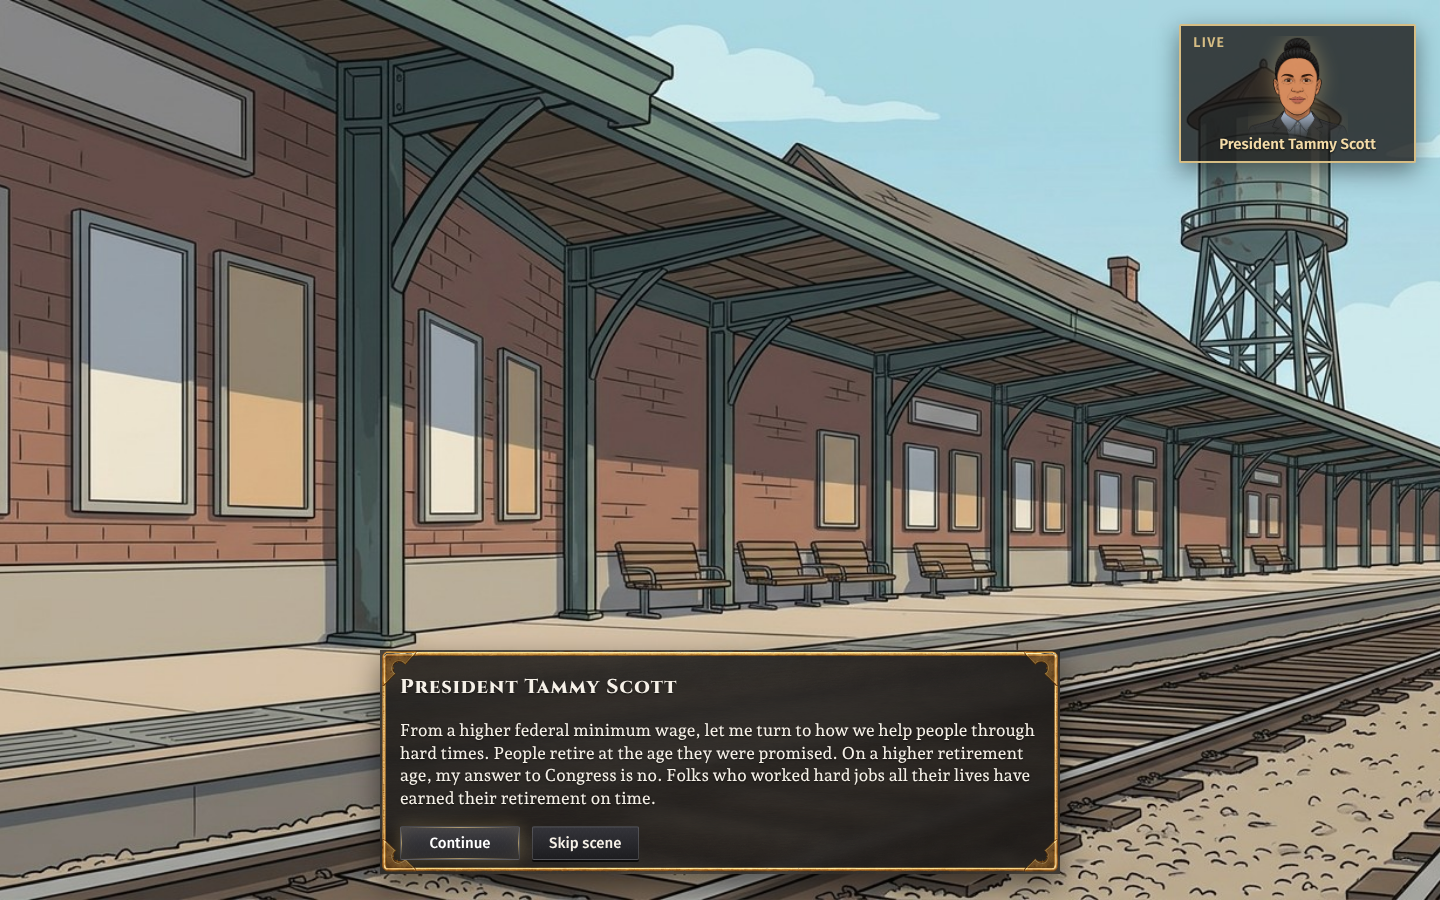 LIVE
President Tammy Scott
President Tammy Scott
From a higher federal minimum wage, let me turn to how we help people through
hard times. People retire at the age they were promised. On a higher retirement
age, my answer to Congress is no. Folks who worked hard jobs all their lives have
earned their retirement on time.
Continue
Skip scene